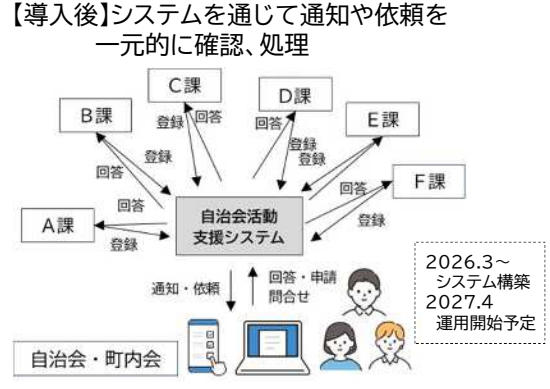 【導入後】システムを通じて通知や依頼を
一元的に確認、処理
C課
D課
B課
E課
登録
回答
回答
登録
登録
登録
回答
F課
回答
A課
回答
登録
登録
自治会活動
支援システム
通知・依頼
回答・申請
問合せ
2026.3～
システム構築
2027.4
運用開始予定
自治会・町内会